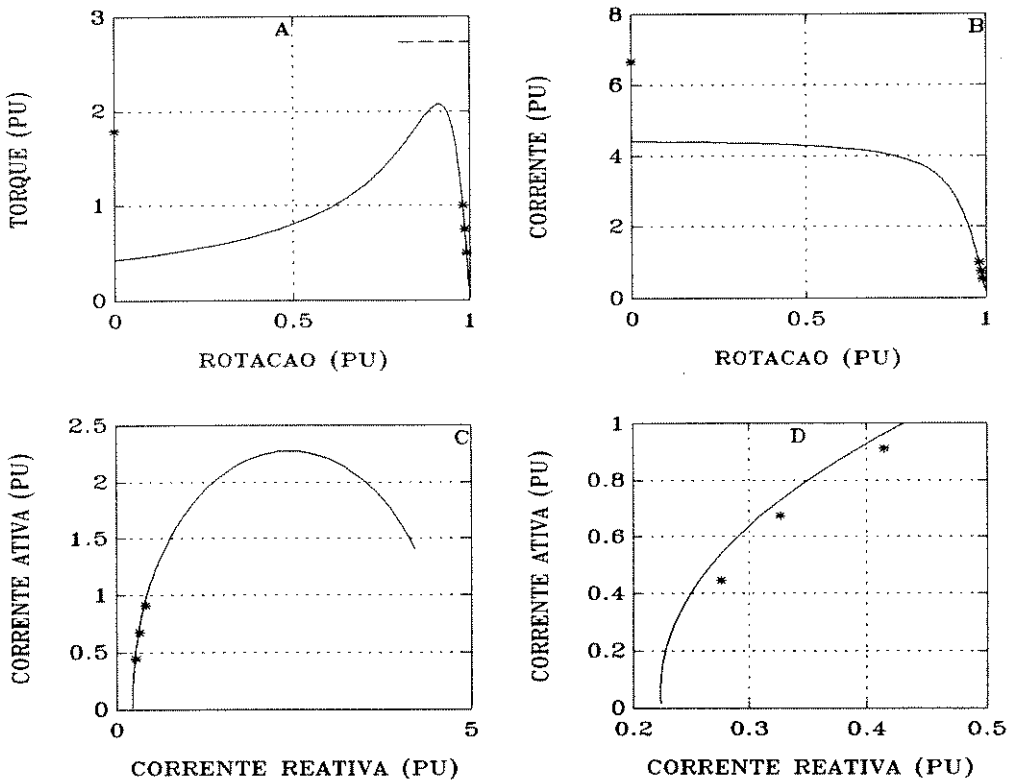 3
2
1
0
TORQUE (PU)
A
0
0.5
1
ROTACAO (PU)
8
6
4
2
0
CORRENTE (PU)
B
0
0.5
1
ROTACAO (PU)
2.5
2
1.5
1
0.5
0
CORRENTE ATIVA (PU)
C
0
5
CORRENTE REATIVA (PU)
1
0.8
0.6
0.4
0.2
0
CORRENTE ATIVA (PU)
D
0.2
0.3
0.4
0.5
CORRENTE REATIVA (PU)